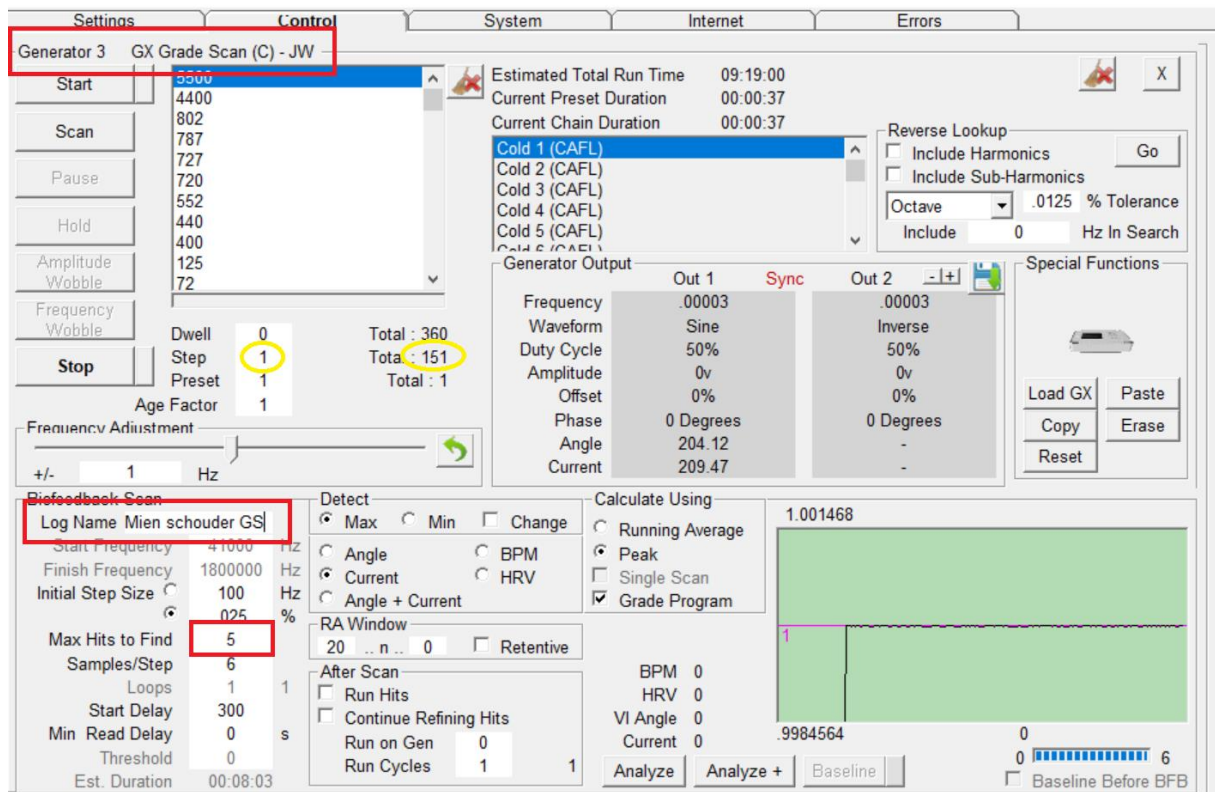 Settings Control System Internet Errors
Generator 3 GX Grade Scan (C) - JW
Start
Scan
Pause
Hold
Amplitude
Wobble
Frequency
Wobble
Stop
5500
4400
802
787
727
720
552
440
400
125
72
Dwell 0 Total : 360
Step 1 Total : 151
Preset 1 Total : 1
Age Factor 1
Frequency Adjustment
+/- 1 Hz
Estimated Total Run Time 09:19:00
Current Preset Duration 00:00:37
Current Chain Duration 00:00:37
Cold 1 (CAFL)
Cold 2 (CAFL)
Cold 3 (CAFL)
Cold 4 (CAFL)
Cold 5 (CAFL)
Cold 6 (CAFL)
X
Reverse Lookup
Include Harmonics Go
Include Sub-Harmonics
Octave .0125 % Tolerance
Include 0 Hz In Search
Generator Output
Out 1 Sync Out 2 - +
Frequency .00003 .00003
Waveform Sine Inverse
Duty Cycle 50% 50%
Amplitude 0v 0v
Offset 0% 0%
Phase 0 Degrees 0 Degrees
Angle 204.12 -
Current 209.47 -
Special Functions
Load GX Paste
Copy Erase
Reset
Biofeedback Scan
Log Name Mien schouder GS
Start Frequency 41000 Hz
Finish Frequency 1800000 Hz
Initial Step Size 100 Hz
.025 %
Max Hits to Find 5
Samples/Step 6
Loops 1 1
Start Delay 300
Min Read Delay 0 s
Threshold 0
Est. Duration 00:08:03
Detect
Max Min Change
Angle BPM
Current HRV
Angle + Current
RA Window
20 .. n .. 0 Retentive
After Scan
Run Hits
Continue Refining Hits
Run on Gen 0
Run Cycles 1 1
Calculate Using
Running Average
Peak
Single Scan
Grade Program
BPM 0
HRV 0
VI Angle 0
Current 0
Analyze Analyze + Baseline
1.001468
1
.9984564 0
0 6
Baseline Before BFB